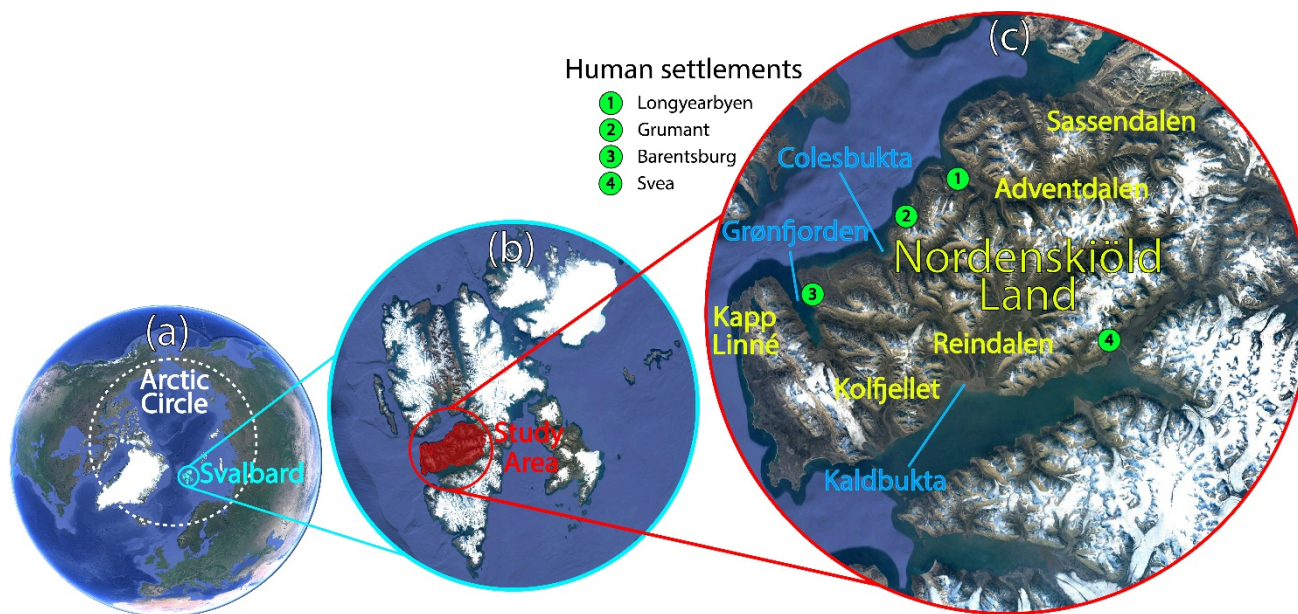 (a)
Arctic
Circle
Svalbard
(b)
Study
Area
Human settlements
1 Longyearbyen
2 Grumant
3 Barentsburg
4 Svea
(c)
Sassendalen
Colesbukta
1
Adventdalen
2
Grønfjorden
Nordenskiöld
Land
3
Kapp
Linné
Reindalen
4
Kolfjellet
Kaldbukta